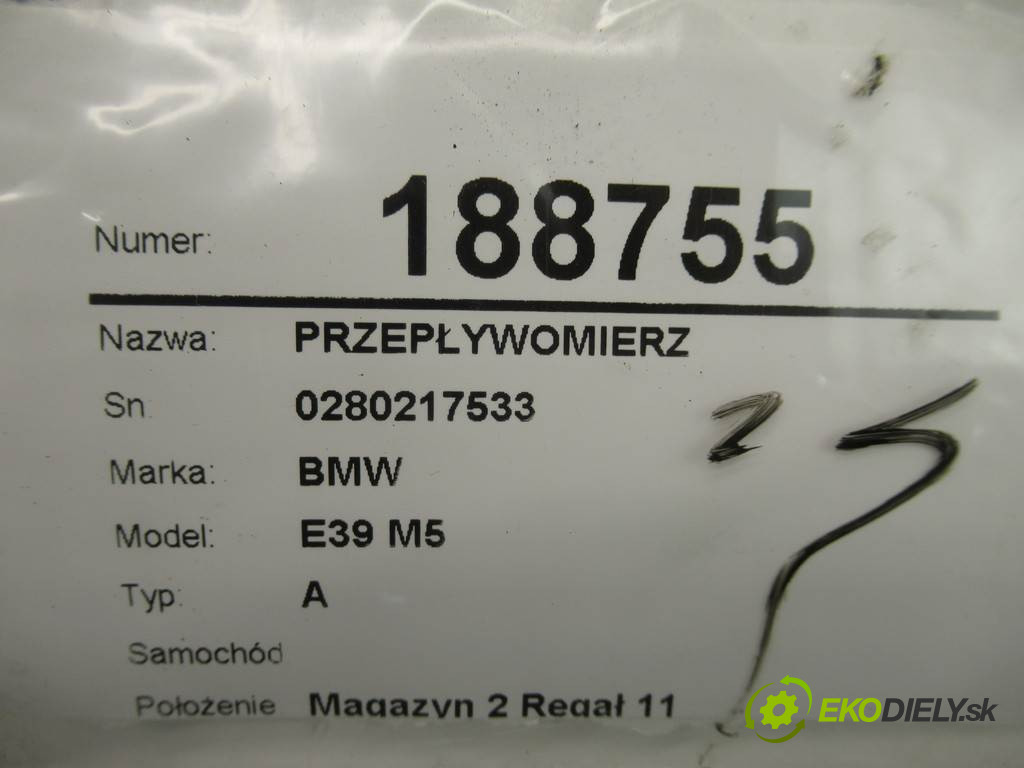 Numer: 188755
Nazwa: PRZEPŁYWOMIERZ
Sn: 0280217533
Marka: BMW
Model: E39 M5
Typ: A
Samochód
Położenie Magazyn 2 Regał 11
25
EKODIELY.sk